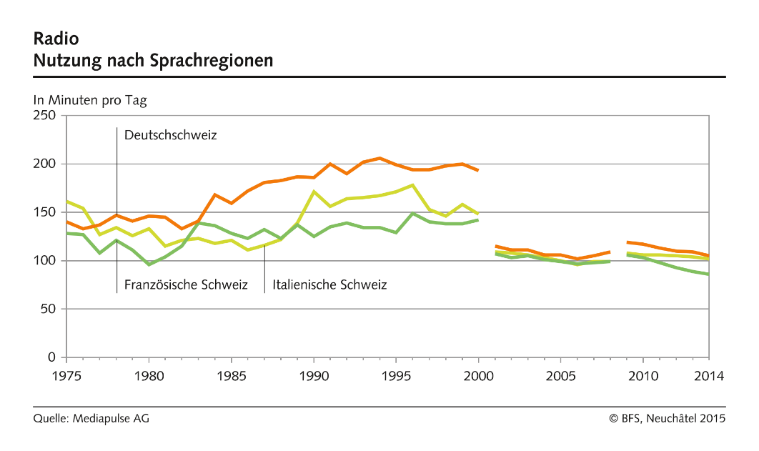 Radio
Nutzung nach Sprachregionen
In Minuten pro Tag
250
200
150
100
50
0
Deutschschweiz
Französische Schweiz
Italienische Schweiz
1975 1980 1985 1990 1995 2000 2005 2010 2014
Quelle: Mediapulse AG
© BFS, Neuchâtel 2015